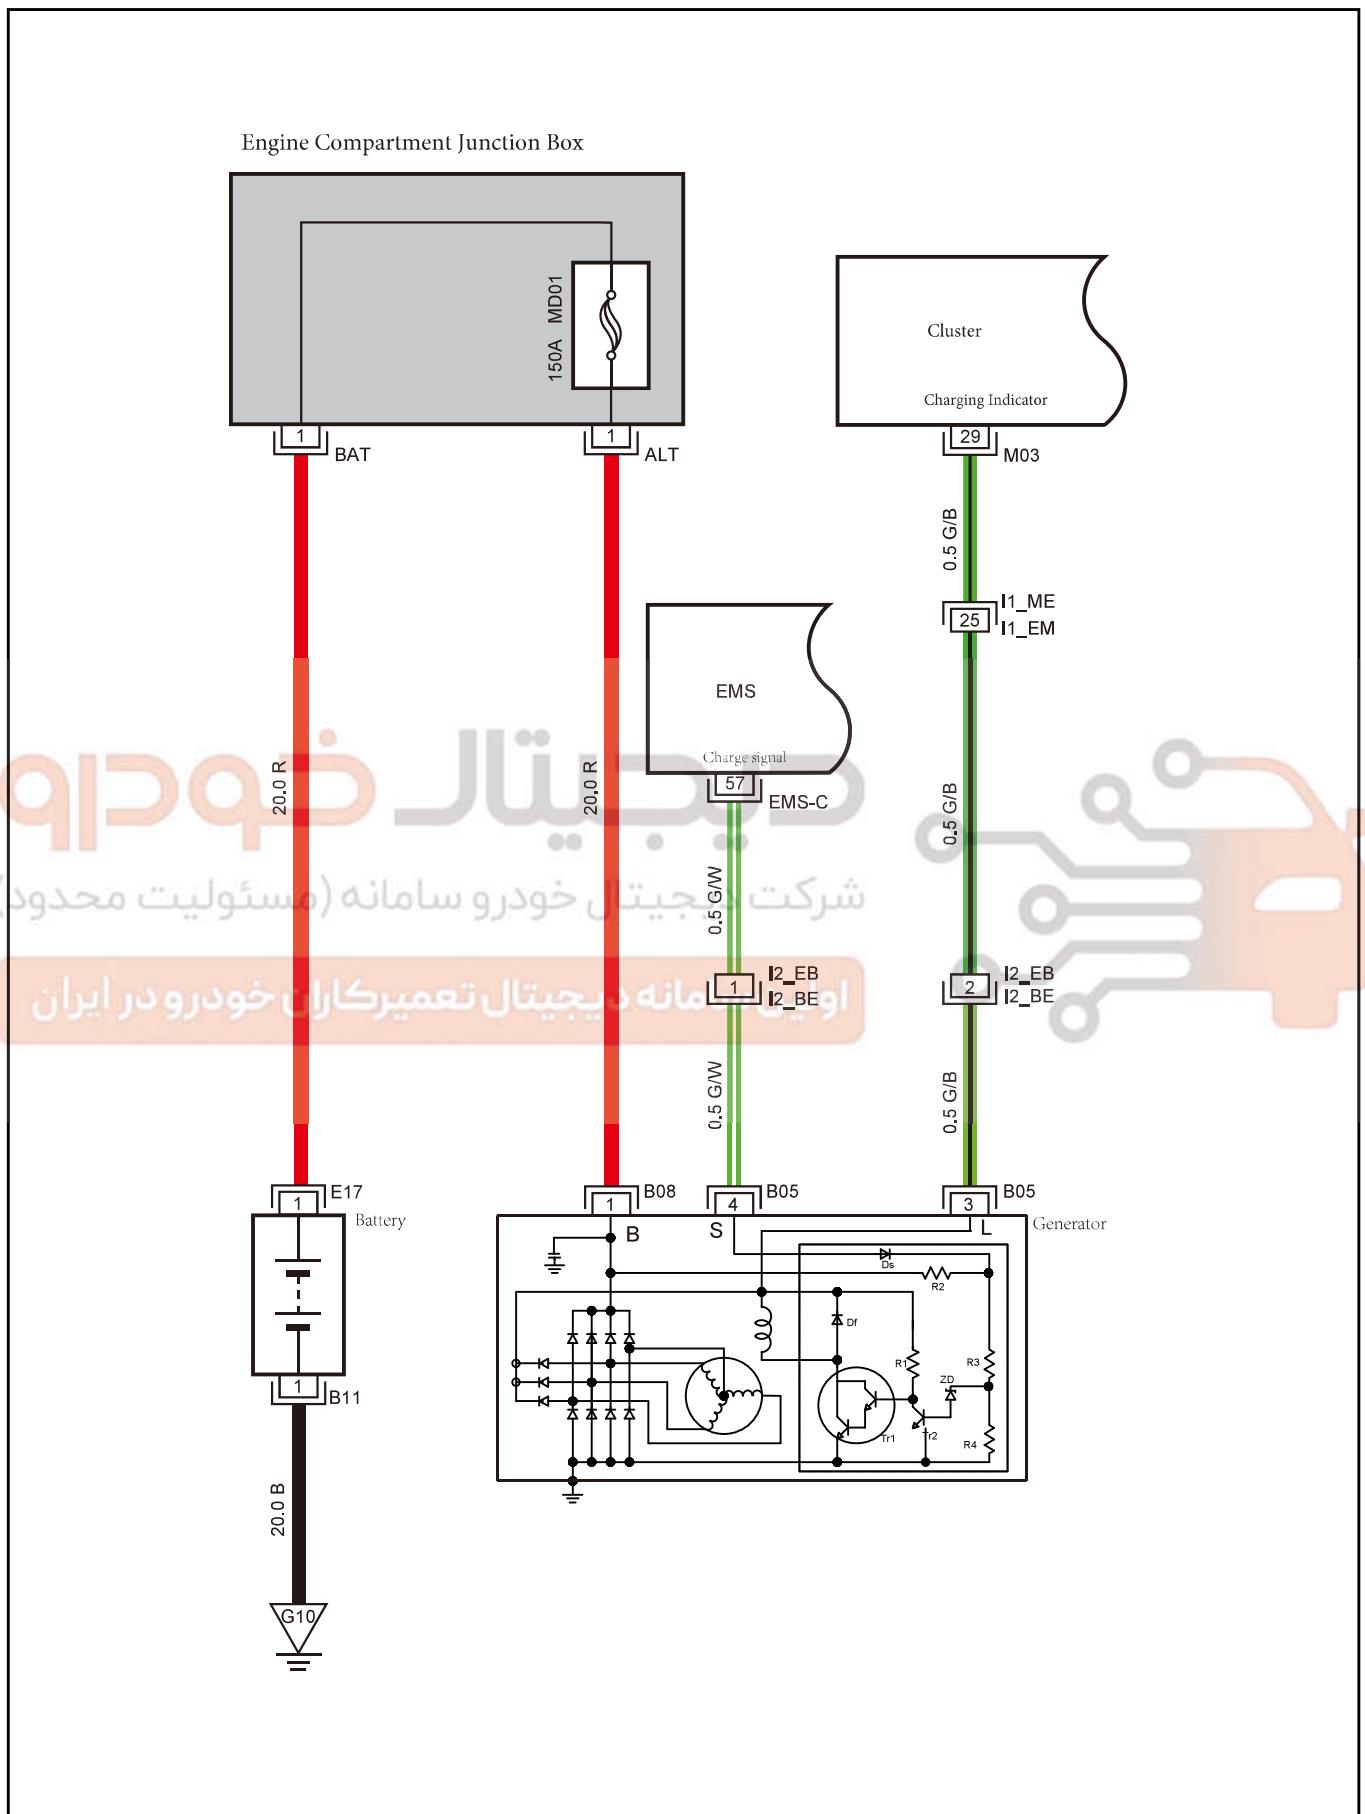 Engine Compartment Junction Box
150A MD01
Cluster
Charging Indicator
1
BAT
1
ALT
29
M03
0.5 G/B
I1_ME
25
I1_EM
EMS
Charge signal
57
EMS-C
20.0 R
20.0 R
0.5 G/B
دیجیتال خودرو
0.5 G/W
شرکت دیجیتال خودرو سامانه (مسئولیت محدود)
I2_EB
1
I2_BE
I2_EB
2
I2_BE
اولین سامانه دیجیتال تعمیرکاران خودرو در ایران
0.5 G/W
0.5 G/B
E17
1
Battery
B08
1
B
B05
4
S
B05
3
L
Generator
Ds
R2
Df
R1
R3
ZD
Tr1
Tr2
R4
1
B11
20.0 B
G10